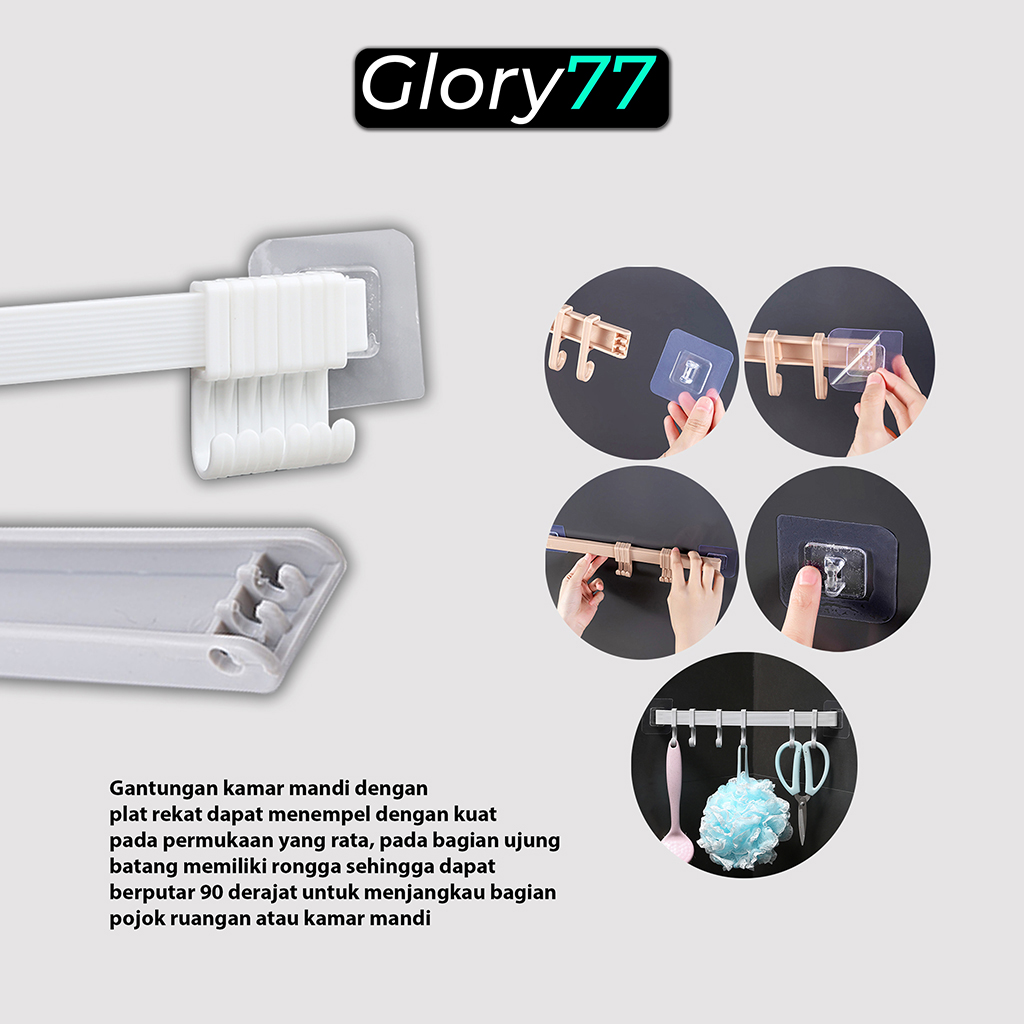 Glory77
Gantungan kamar mandi dengan
plat rekat dapat menempel dengan kuat
pada permukaan yang rata, pada bagian ujung
batang memiliki rongga sehingga dapat
berputar 90 derajat untuk menjangkau bagian
pojok ruangan atau kamar mandi